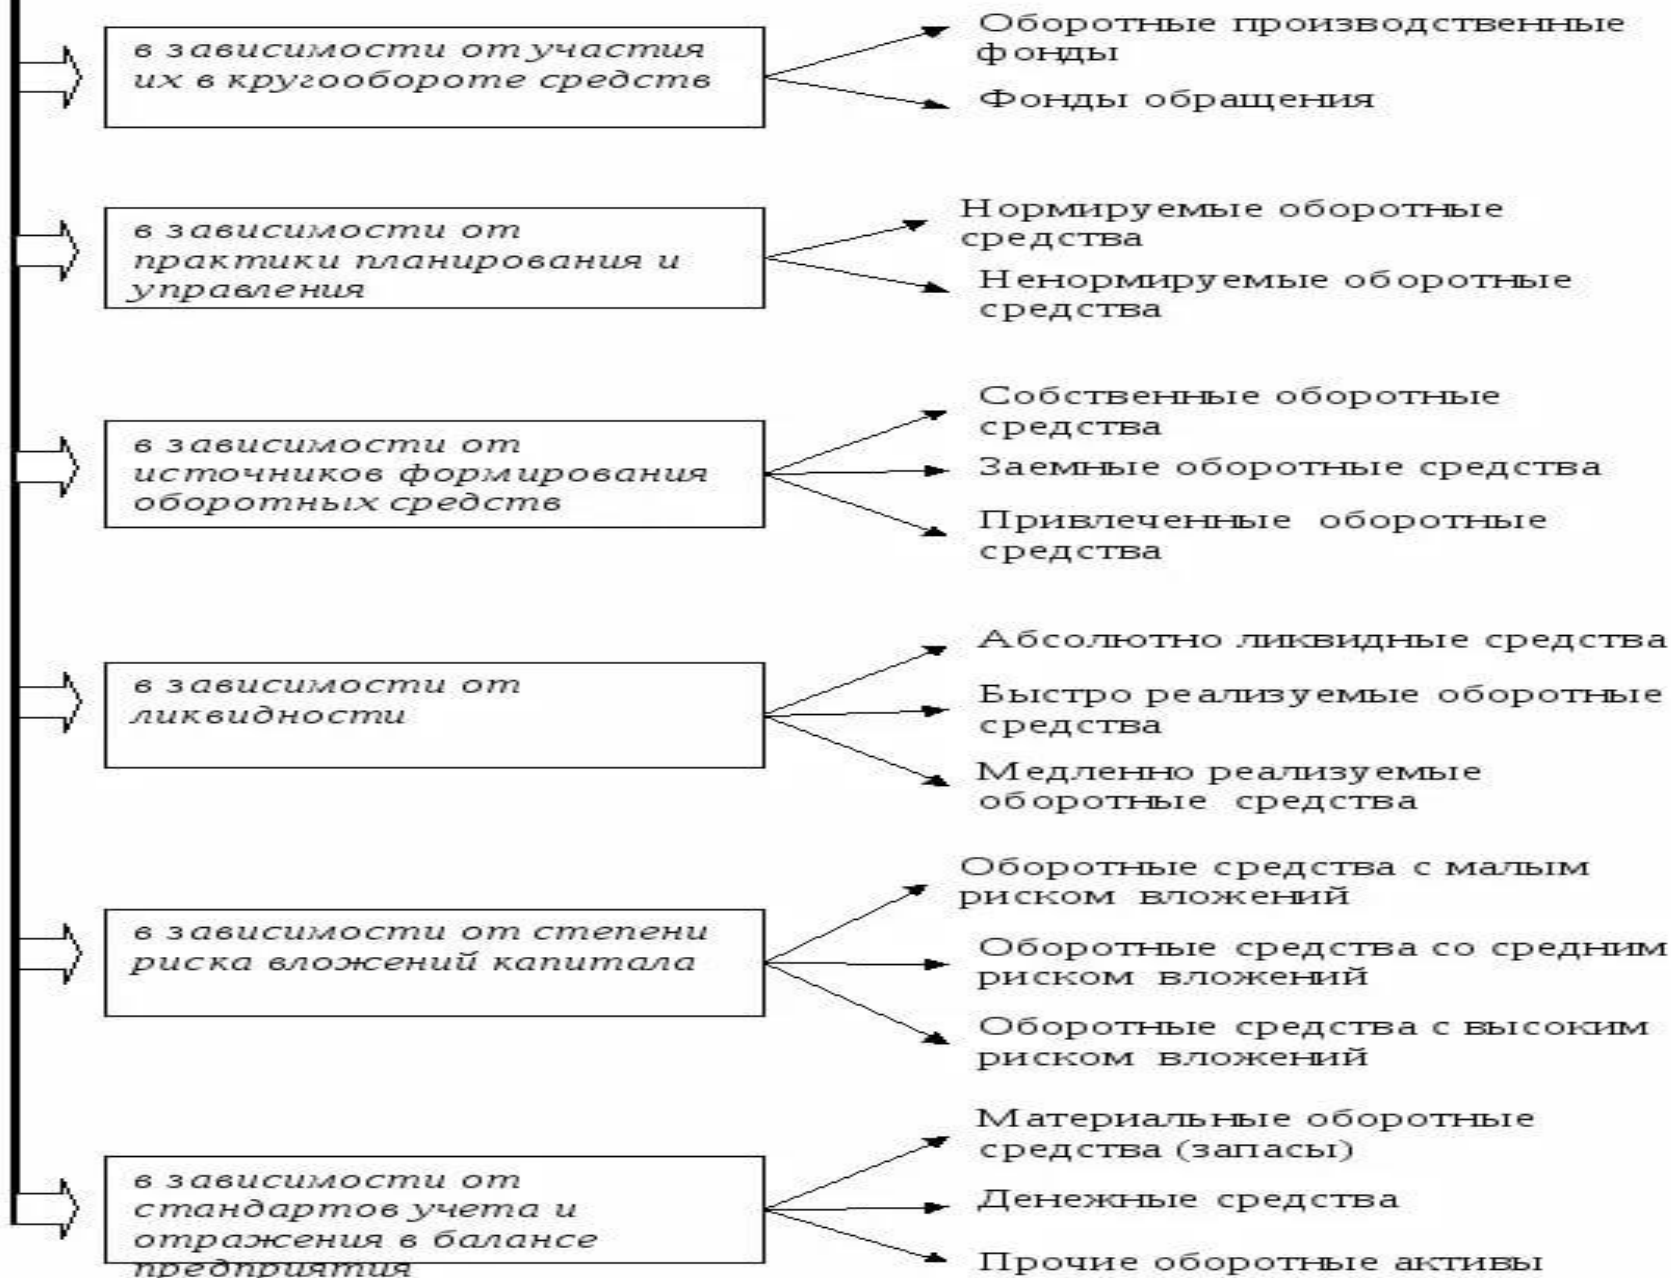 в зависимости от участия
их в кругообороте средств
Оборотные производственные
фонды
Фонды обращения
в зависимости от
практики планирования и
управления
Нормируемые оборотные
средства
Ненормируемые оборотные
средства
в зависимости от
источников формирования
оборотных средств
Собственные оборотные
средства
Заемные оборотные средства
Привлеченные оборотные
средства
в зависимости от
ликвидности
Абсолютно ликвидные средства
Быстро реализуемые оборотные
средства
Медленно реализуемые
оборотные средства
в зависимости от степени
риска вложений капитала
Оборотные средства с малым
риском вложений
Оборотные средства со средним
риском вложений
Оборотные средства с высоким
риском вложений
в зависимости от
стандартов учета и
отражения в балансе
предприятия
Материальные оборотные
средства (запасы)
Денежные средства
Прочие оборотные активы